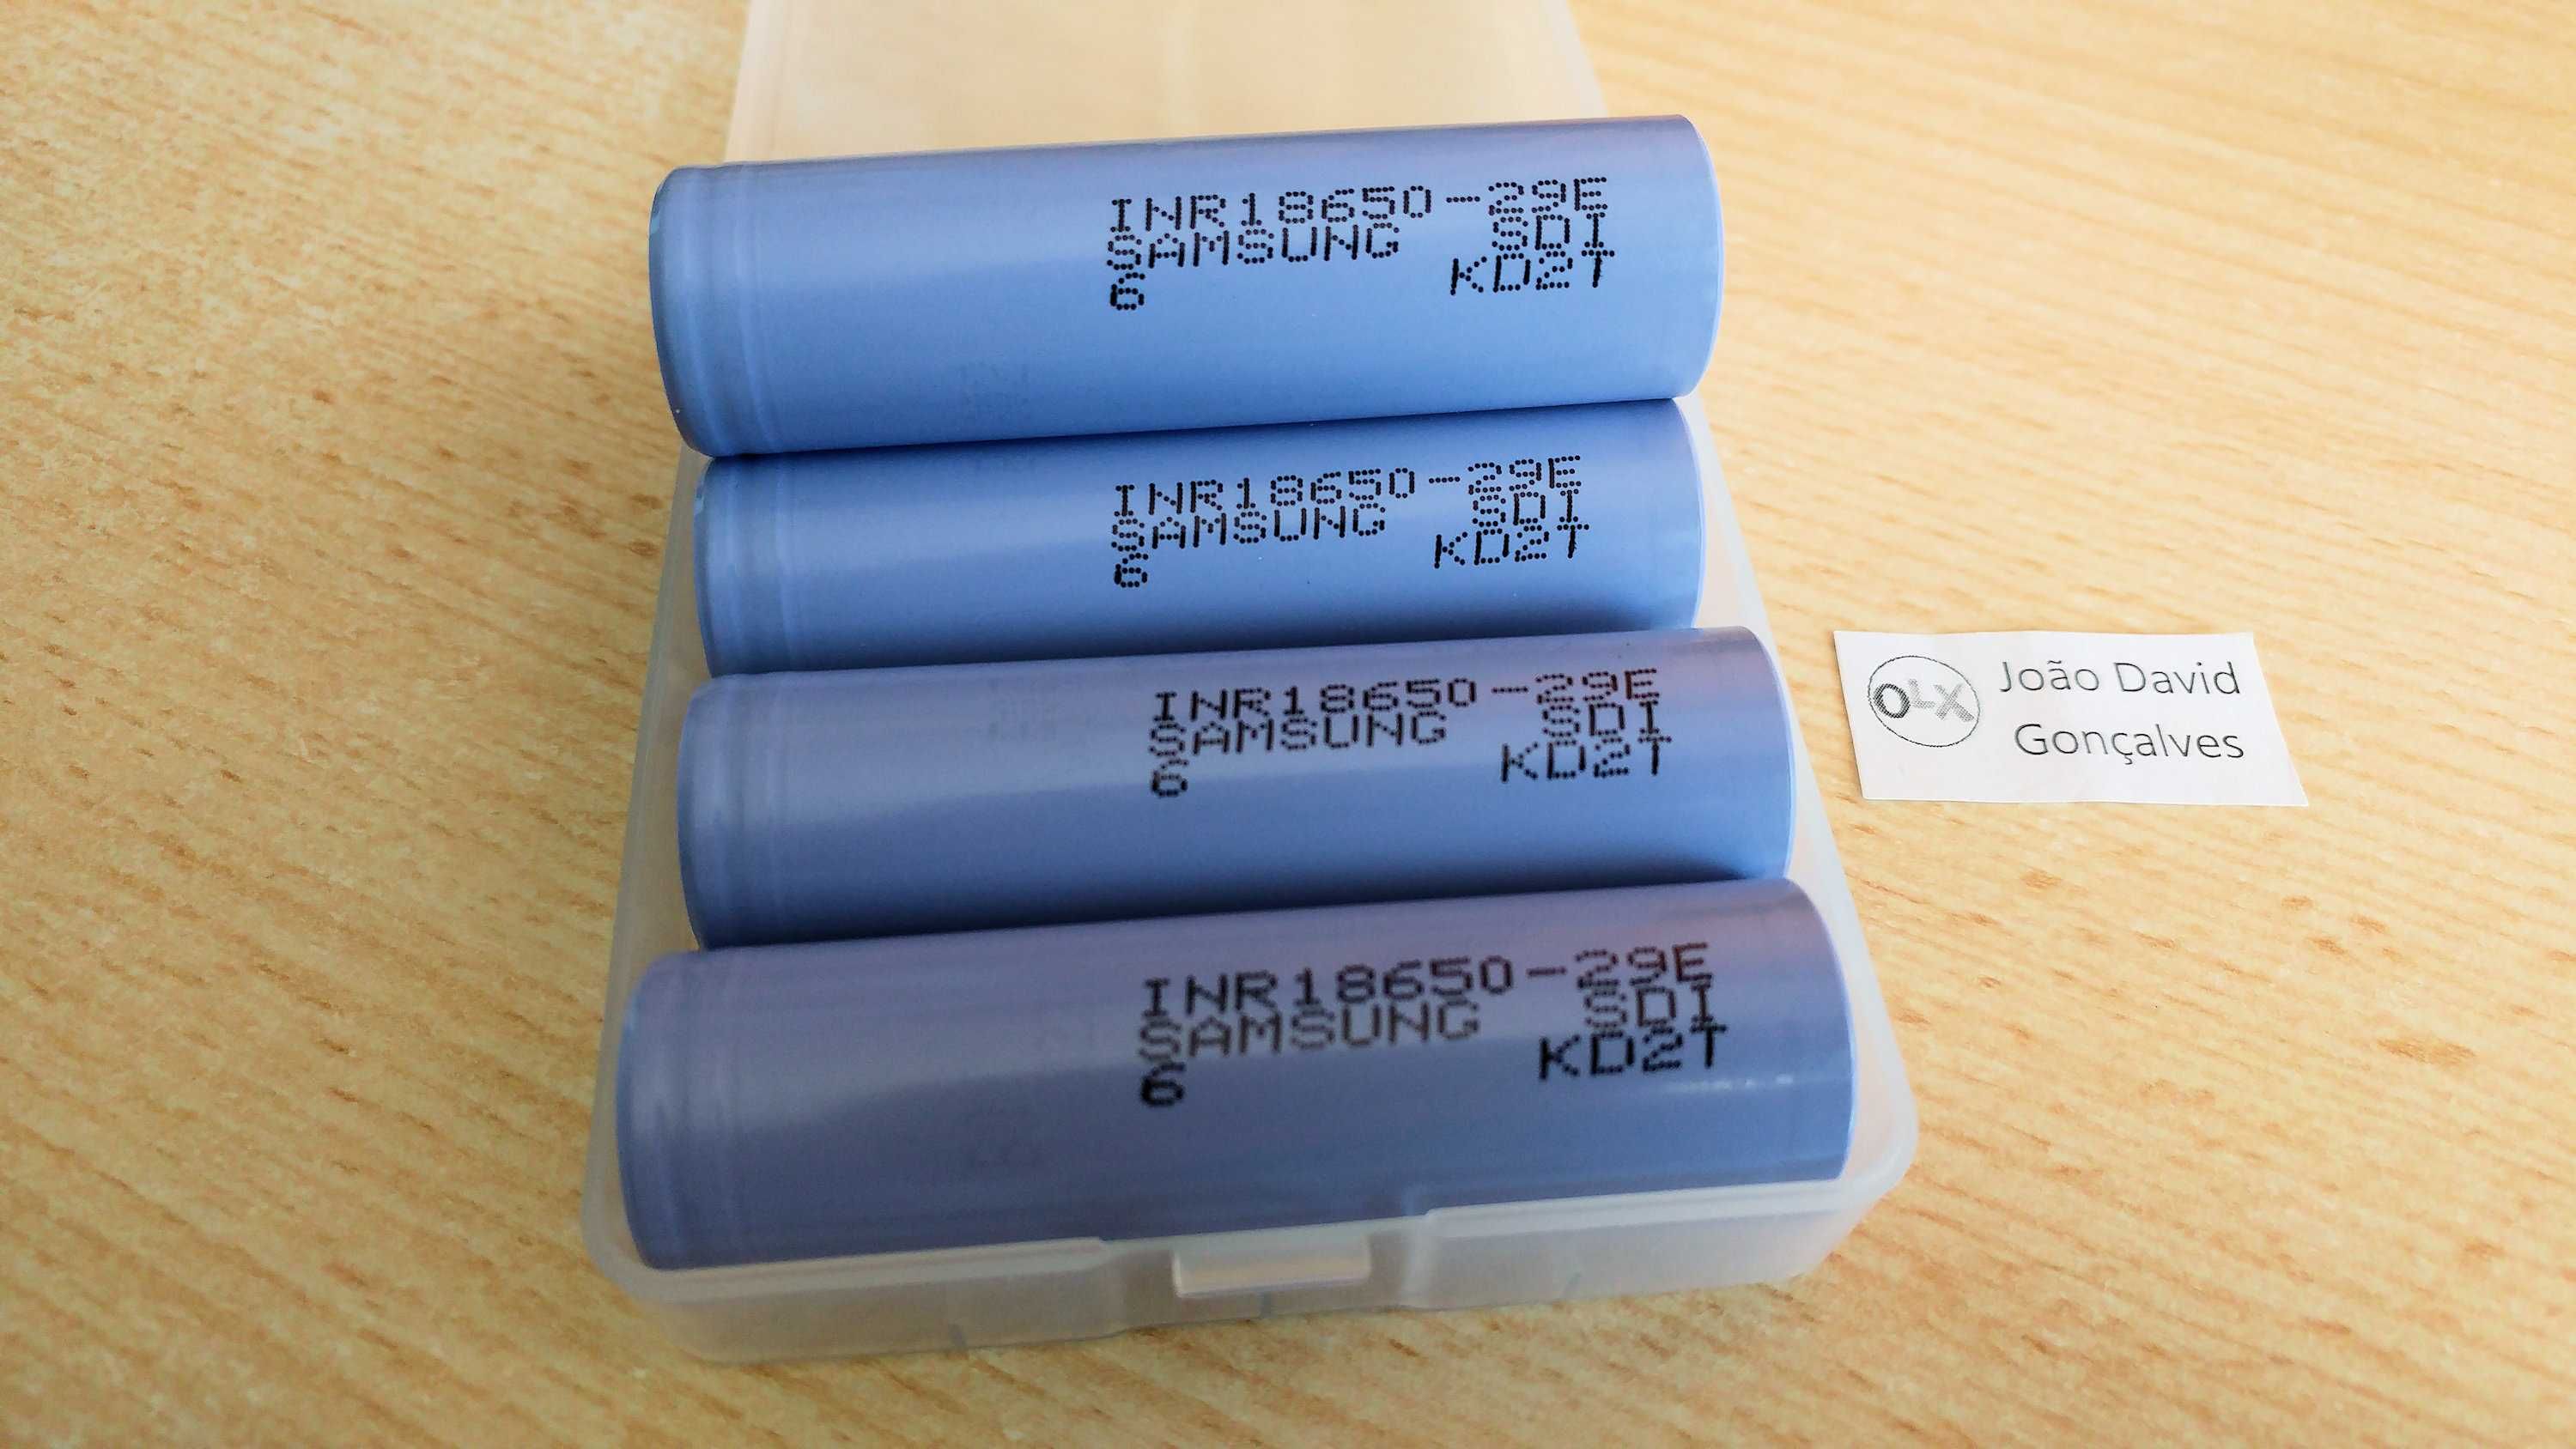 INR18650-29E
SAMSUNG SDI
6 KD2T
INR18650-29E
SAMSUNG SDI
6 KD2T
INR18650-29E
SAMSUNG SDI
6 KD2T
INR18650-29E
SAMSUNG SDI
6 KD2T
OLX João David
Gonçalves